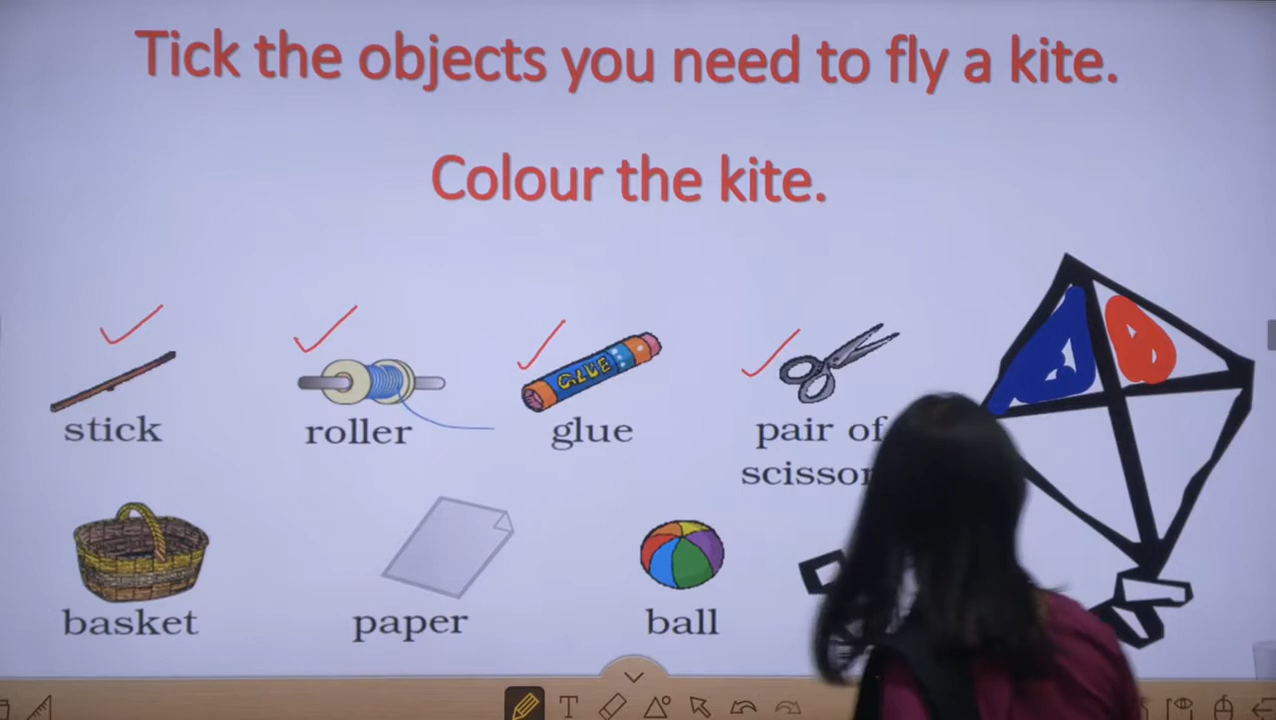 Tick the objects you need to fly a kite.
Colour the kite.
GLUE
stick
roller
glue
pair of
basket
paper
ball
T